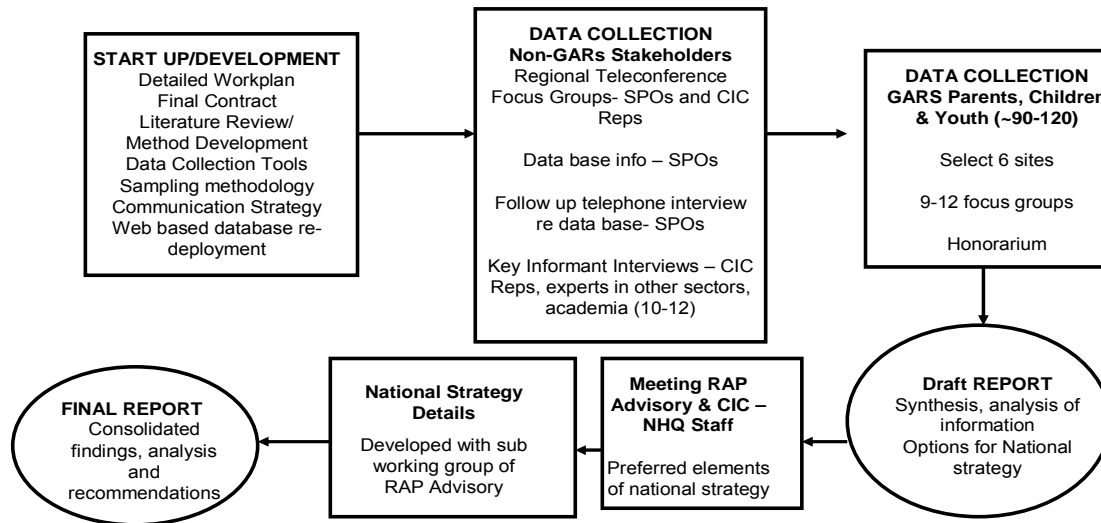 START UP/DEVELOPMENT
Detailed Workplan
Final Contract
Literature Review/
Method Development
Data Collection Tools
Sampling methodology
Communication Strategy
Web based database re-
deployment
DATA COLLECTION
Non-GARs Stakeholders
Regional Teleconference
Focus Groups- SPOs and CIC
Reps
Data base info – SPOs
Follow up telephone interview
re data base- SPOs
Key Informant Interviews – CIC
Reps, experts in other sectors,
academia (10-12)
DATA COLLECTION
GARS Parents, Children
& Youth (~90-120)
Select 6 sites
9-12 focus groups
Honorarium
Draft REPORT
Synthesis, analysis of
information
Options for National
strategy
Meeting RAP
Advisory & CIC –
NHQ Staff
Preferred elements
of national strategy
National Strategy
Details
Developed with sub
working group of
RAP Advisory
FINAL REPORT
Consolidated
findings, analysis
and
recommendations